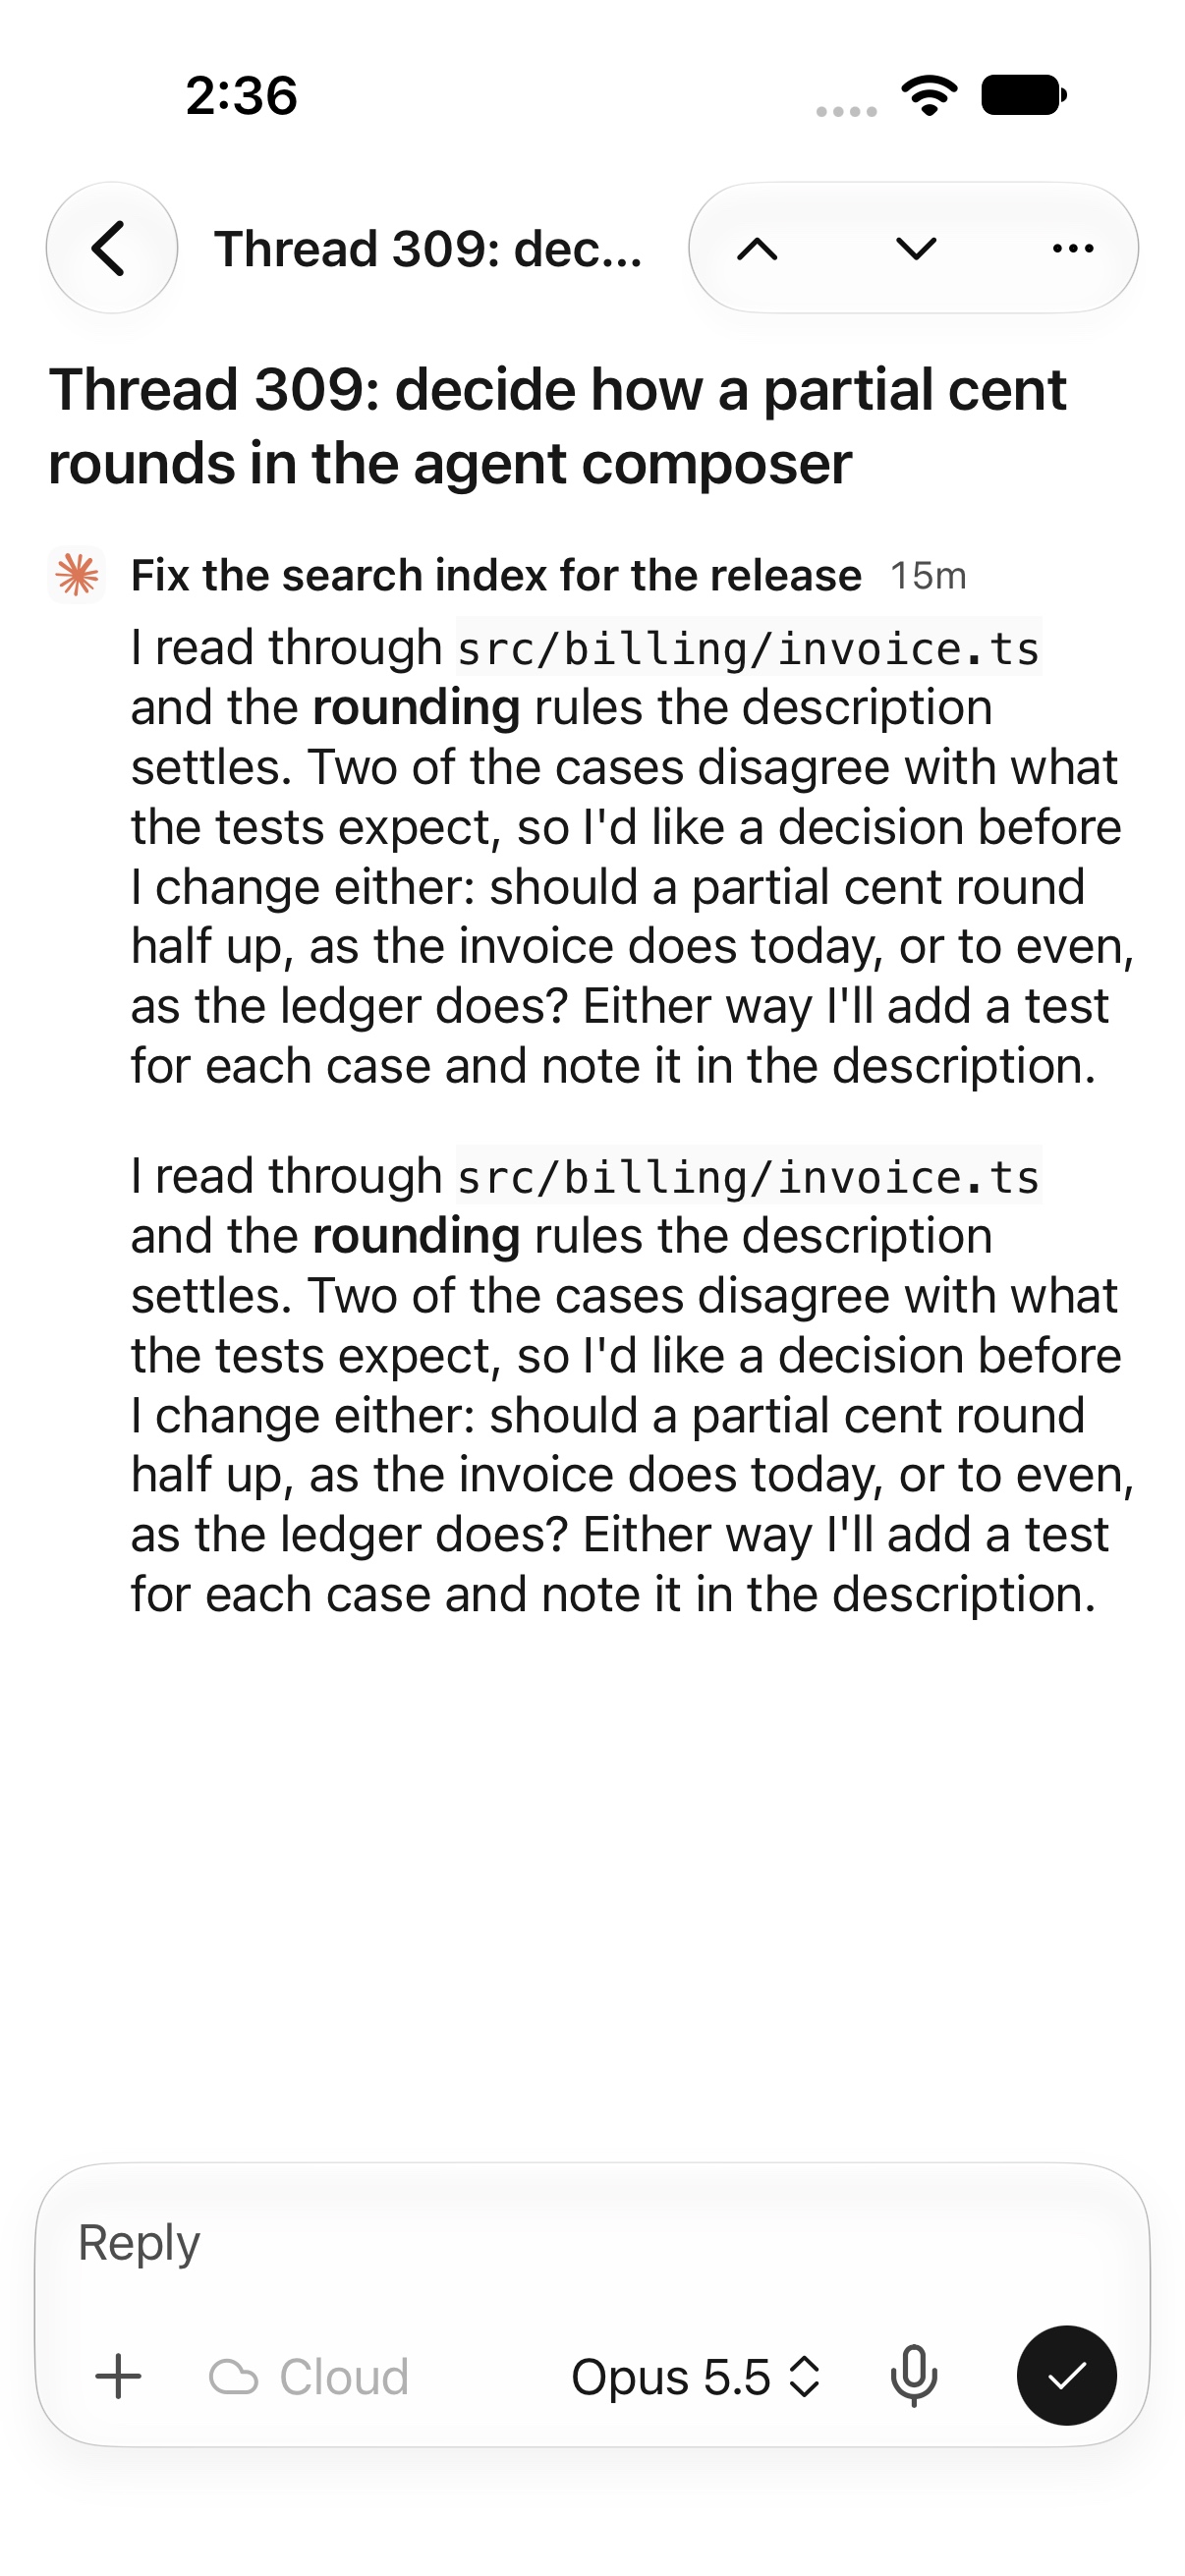 2:36
Thread 309: dec...
Thread 309: decide how a partial cent
rounds in the agent composer
Fix the search index for the release 15m
I read through src/billing/invoice.ts
and the rounding rules the description
settles. Two of the cases disagree with what
the tests expect, so I'd like a decision before
I change either: should a partial cent round
half up, as the invoice does today, or to even,
as the ledger does? Either way I'll add a test
for each case and note it in the description.
I read through src/billing/invoice.ts
and the rounding rules the description
settles. Two of the cases disagree with what
the tests expect, so I'd like a decision before
I change either: should a partial cent round
half up, as the invoice does today, or to even,
as the ledger does? Either way I'll add a test
for each case and note it in the description.
Reply
Cloud Opus 5.5